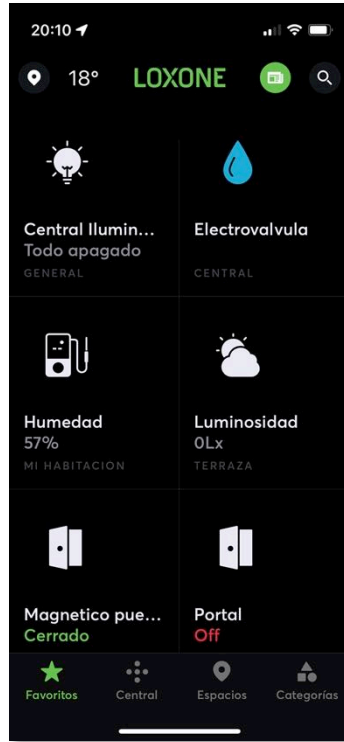 20:10
18° LOXONE
Central Ilumin...
Todo apagado
GENERAL
Electrovalvula
CENTRAL
Humedad
57%
MI HABITACION
Luminosidad
0Lx
TERRAZA
Magnetico pue...
Cerrado
Portal
Off
Favoritos Central Espacios Categorías